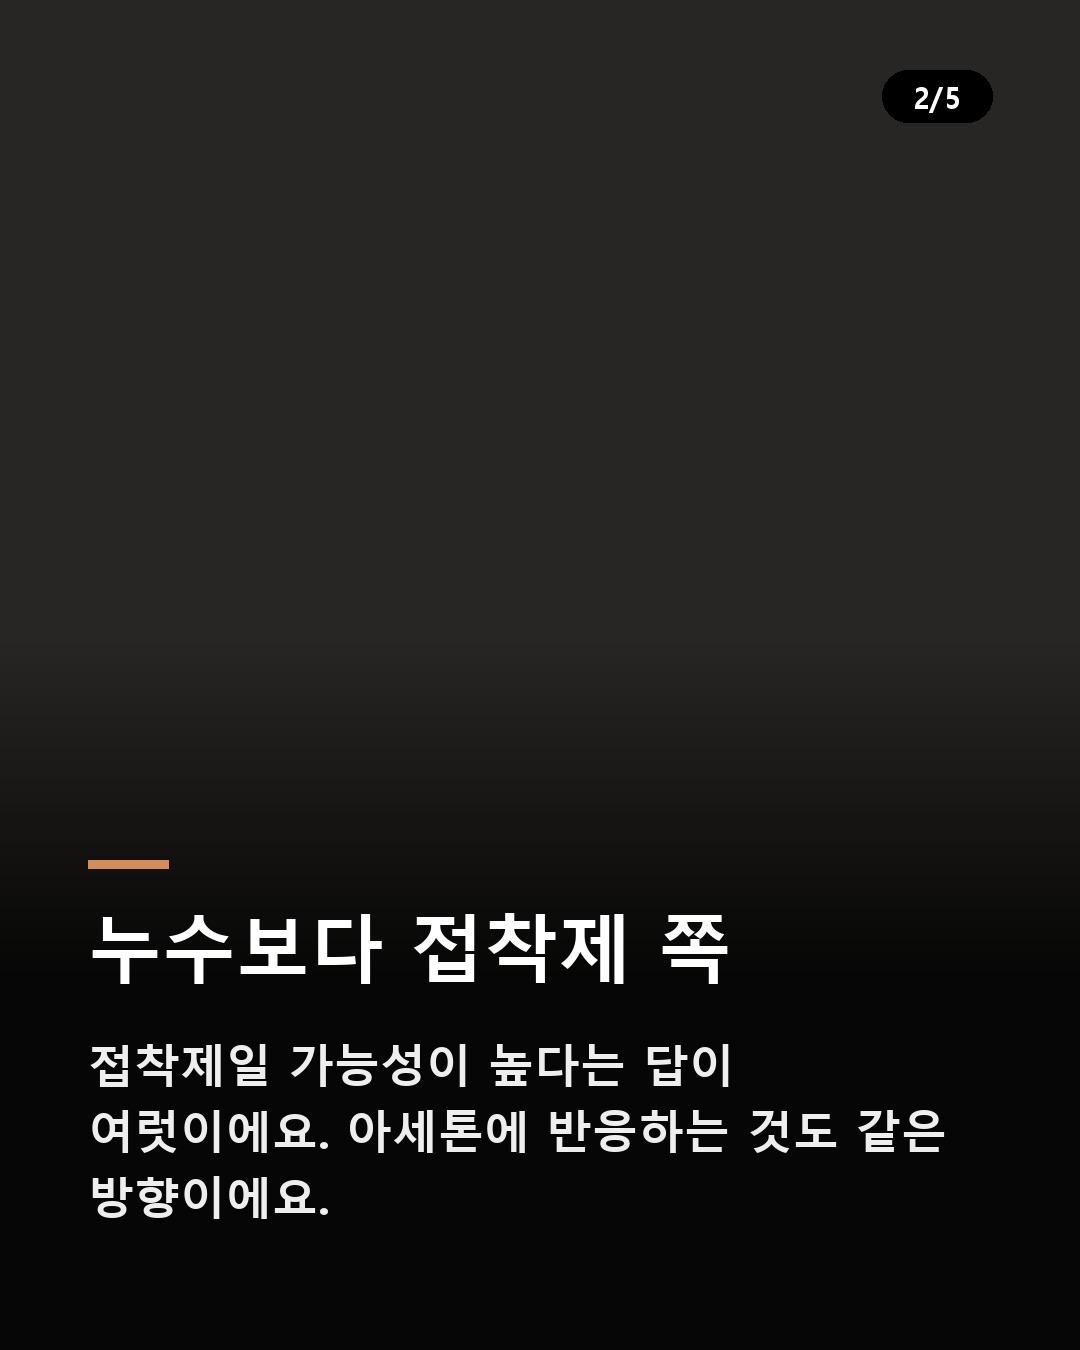 2/5
누수보다 접착제 쪽
접착제일 가능성이 높다는 답이
여럿이에요. 아세톤에 반응하는 것도 같은
방향이에요.